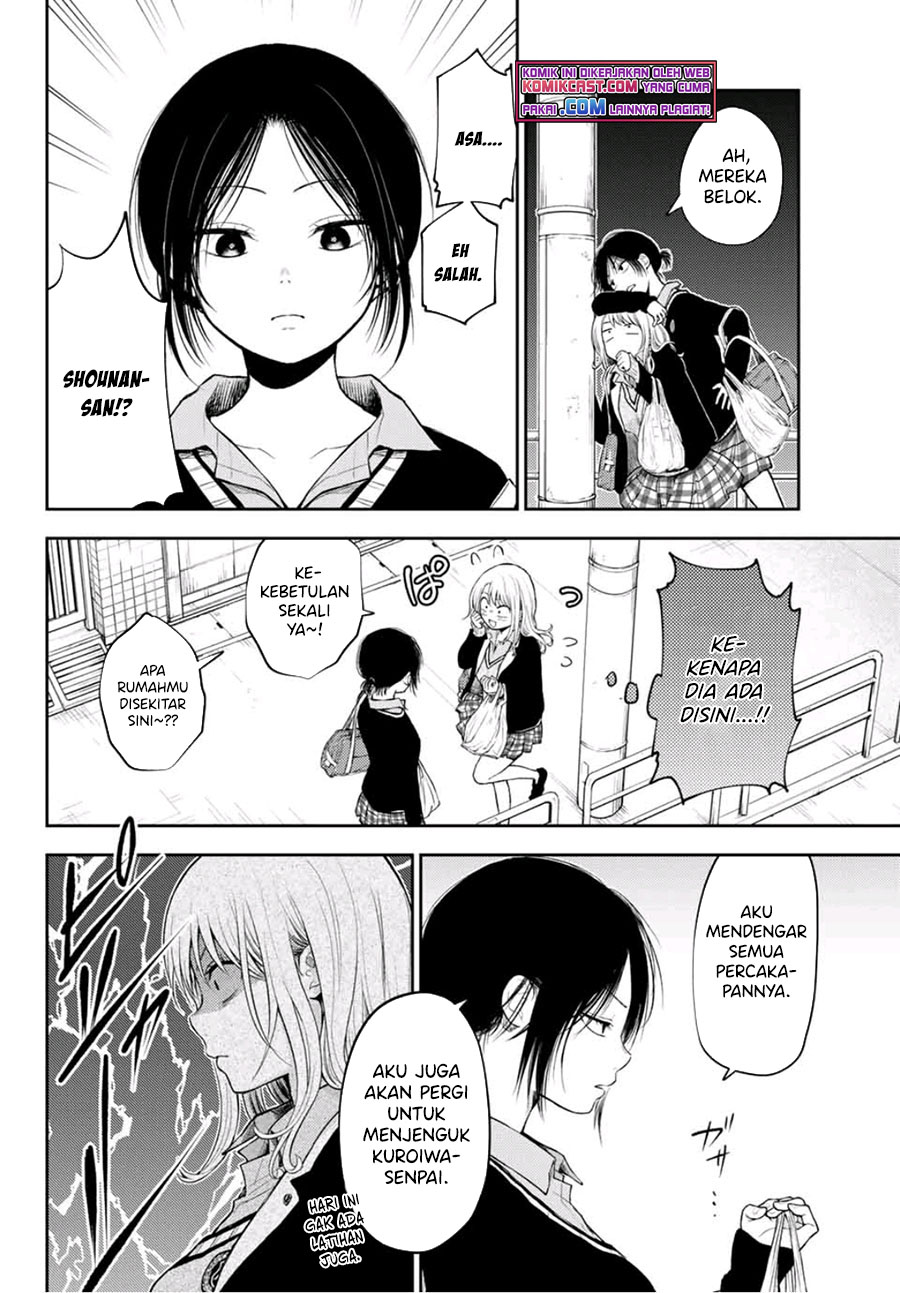 KOMIK INI DIKERJAKAN OLEH WEB
KOMIKCAST.COM YANG CUMA
PAKAI .COM LAINNYA PLAGIAT!
AH,
MEREKA
BELOK.
ASA....
EH
SALAH.
SHOUNAN-
SAN!?
KE-
KENAPA
DIA ADA
DISINI...!!
ぱ
KE-
KEBETULAN
SEKALI
YA~!
APA
RUMAHMU
DISEKITAR
SINI~??
AKU
MENDENGAR
SEMUA
PERCAKA-
PANNYA.
ガサ…
AKU JUGA
AKAN PERGI
UNTUK
MENJENGUK
KUROIWA-
SENPAI.
HARI INI
GAK ADA
LATIHAN
JUGA.